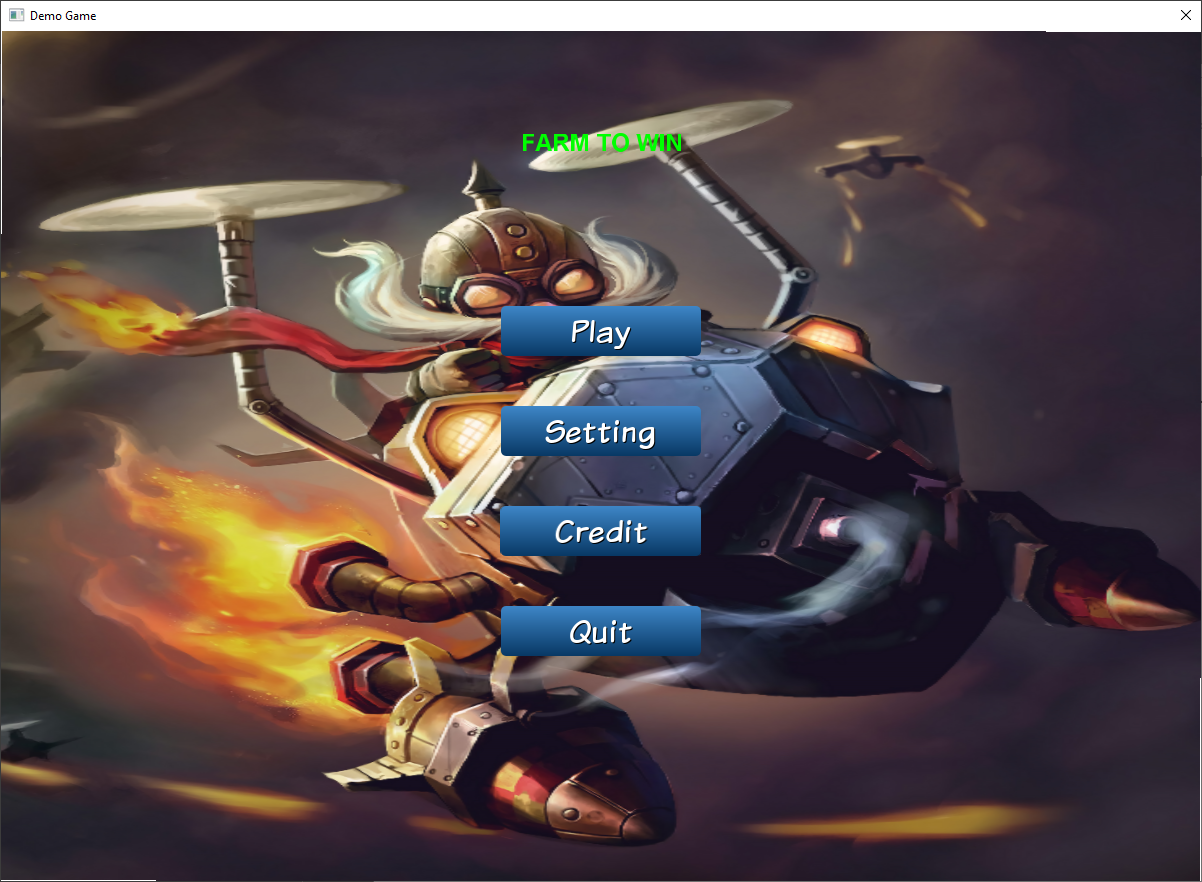 Demo Game
FARM TO WIN
Play
Setting
Credit
Quit